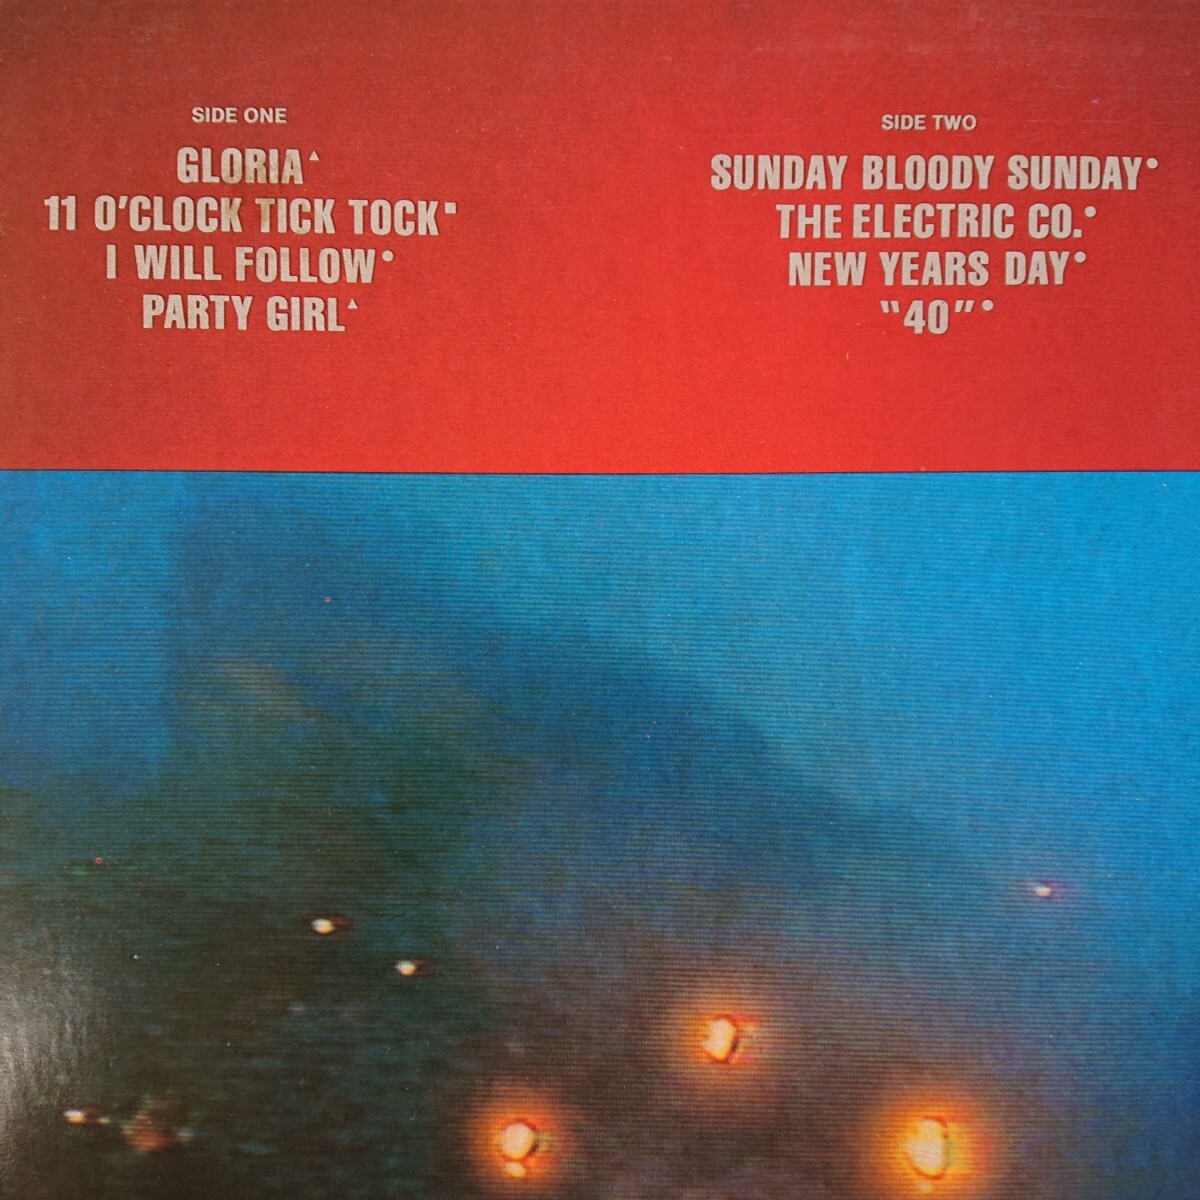 SIDE ONE
GLORIA▲
11 O'CLOCK TICK TOCK■
I WILL FOLLOW●
PARTY GIRL▲
SIDE TWO
SUNDAY BLOODY SUNDAY●
THE ELECTRIC CO.●
NEW YEARS DAY●
"40"●